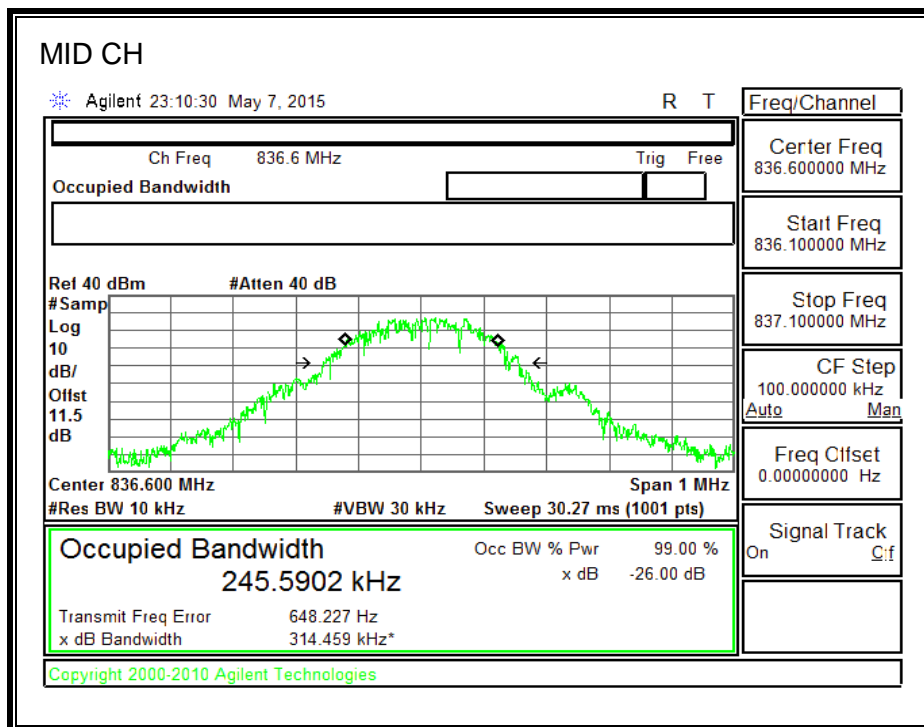 MID CH
Agilent 23:10:30 May 7, 2015 R T
Freq/Channel
Ch Freq 836.6 MHz Trig Free
Occupied Bandwidth
Center Freq
836.600000 MHz
Start Freq
836.100000 MHz
Stop Freq
837.100000 MHz
CF Step
100.000000 kHz
Auto Man
Freq Offset
0.00000000 Hz
Signal Track
On Off
Ref 40 dBm #Atten 40 dB
#Samp
Log
10
dB/
Offst
11.5
dB
Center 836.600 MHz Span 1 MHz
#Res BW 10 kHz #VBW 30 kHz Sweep 30.27 ms (1001 pts)
Occupied Bandwidth
245.5902 kHz
Occ BW % Pwr 99.00 %
x dB -26.00 dB
Transmit Freq Error 648.227 Hz
x dB Bandwidth 314.459 kHz*
Copyright 2000-2010 Agilent Technologies